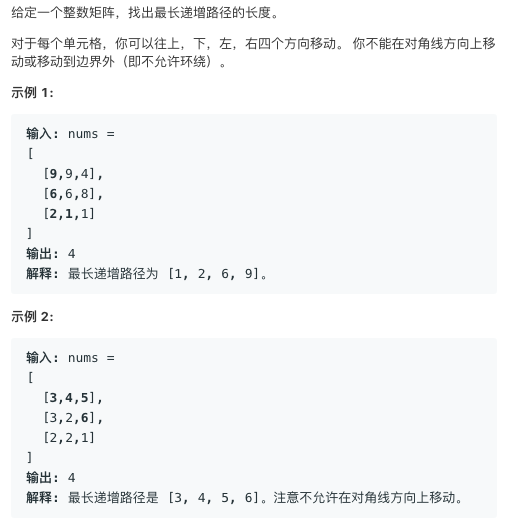 给定一个整数矩阵，找出最长递增路径的长度。
对于每个单元格，你可以往上，下，左，右四个方向移动。 你不能在对角线方向上移
动或移动到边界外（即不允许环绕）。
示例 1:
输入: nums =
[
  [9,9,4],
  [6,6,8],
  [2,1,1]
]
输出: 4
解释: 最长递增路径为 [1, 2, 6, 9]。
示例 2:
输入: nums =
[
  [3,4,5],
  [3,2,6],
  [2,2,1]
]
输出: 4
解释: 最长递增路径是 [3, 4, 5, 6]。注意不允许在对角线方向上移动。